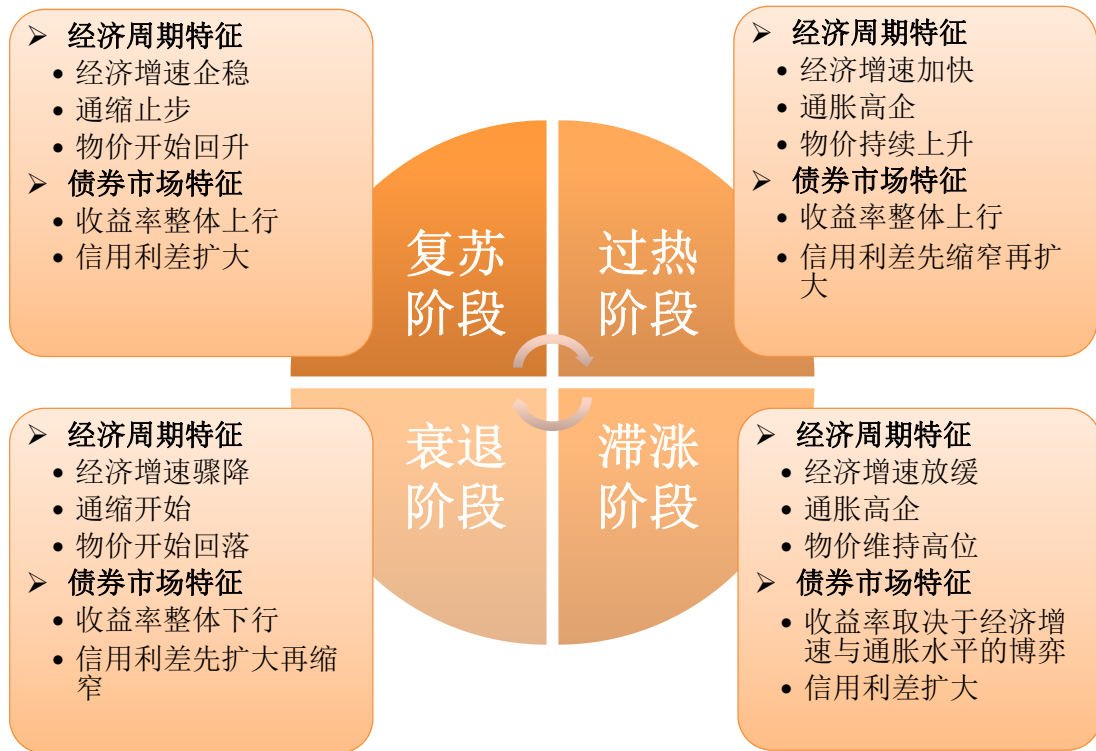 ➢ 经济周期特征
• 经济增速企稳
• 通缩止步
• 物价开始回升
➢ 债券市场特征
• 收益率整体上行
• 信用利差扩大
➢ 经济周期特征
• 经济增速加快
• 通胀高企
• 物价持续上升
➢ 债券市场特征
• 收益率整体上行
• 信用利差先缩窄再扩
大
复苏
阶段
过热
阶段
衰退
阶段
滞涨
阶段
➢ 经济周期特征
• 经济增速骤降
• 通缩开始
• 物价开始回落
➢ 债券市场特征
• 收益率整体下行
• 信用利差先扩大再缩
窄
➢ 经济周期特征
• 经济增速放缓
• 通胀高企
• 物价维持高位
➢ 债券市场特征
• 收益率取决于经济增
速与通胀水平的博弈
• 信用利差扩大